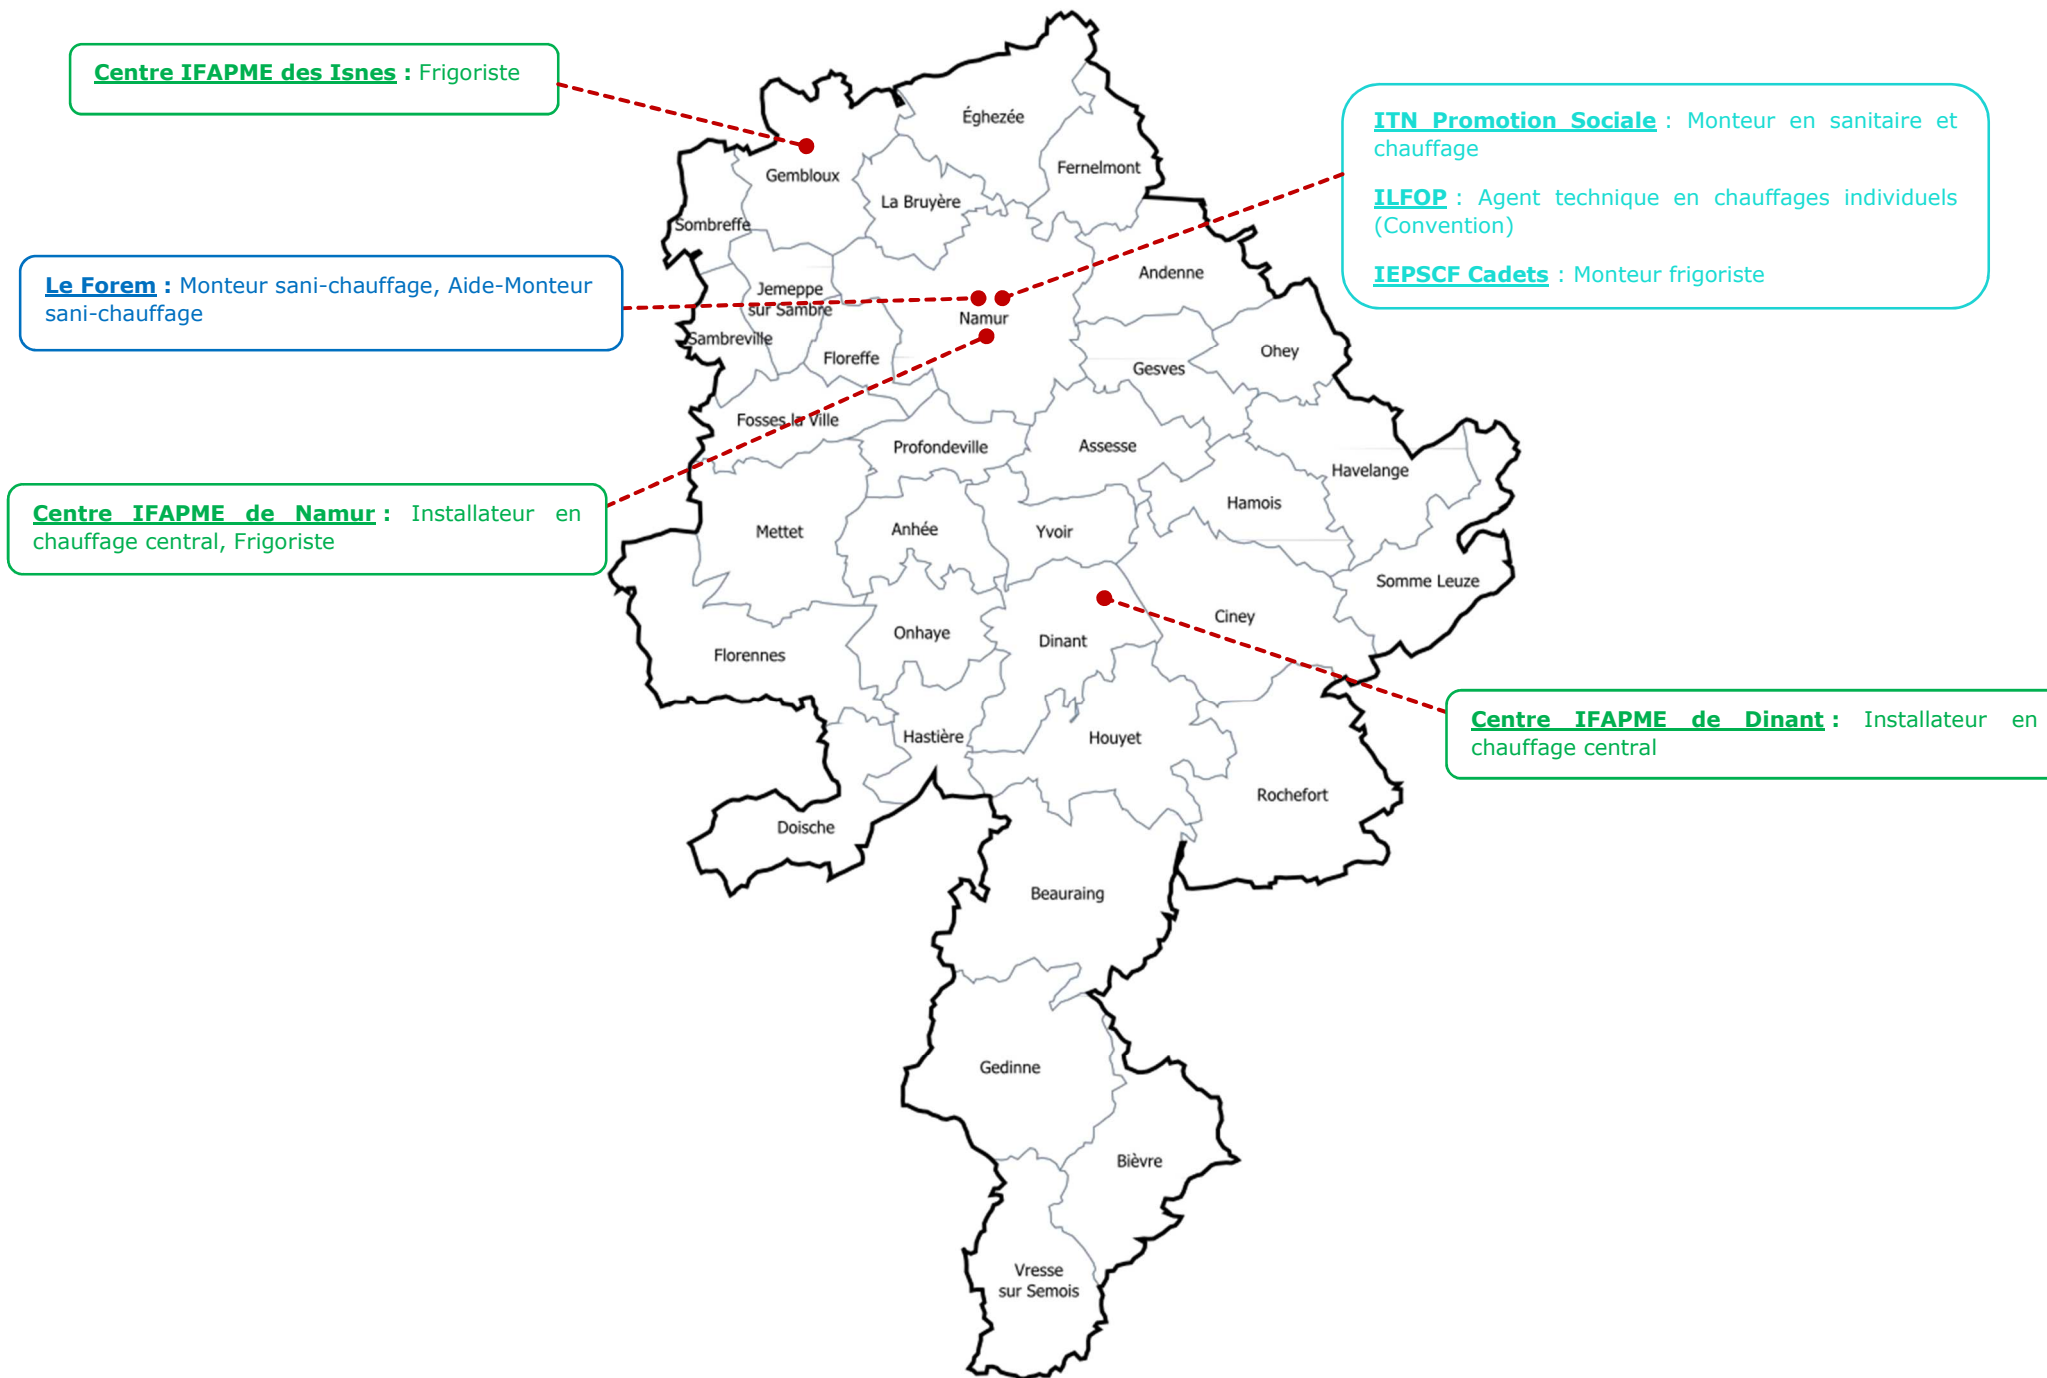 Centre IFAPME des Isnes : Frigoriste
ITN Promotion Sociale : Monteur en sanitaire et
chauffage
ILFOP : Agent technique en chauffages individuels
(Convention)
IEPSCF Cadets : Monteur frigoriste
Le Forem : Monteur sani-chauffage, Aide-Monteur
sani-chauffage
Centre IFAPME de Namur : Installateur en
chauffage central, Frigoriste
Centre IFAPME de Dinant : Installateur en
chauffage central
Éghezée
Fernelmont
Gembloux
La Bruyère
Sombreffe
Andenne
Jemeppe
sur Sambre
Namur
Sambreville
Floreffe
Ohey
Gesves
Fosses la Ville
Profondeville
Assesse
Havelange
Hamois
Mettet
Anhée
Yvoir
Somme Leuze
Ciney
Onhaye
Dinant
Florennes
Hastière
Houyet
Rochefort
Doische
Beauraing
Gedinne
Bièvre
Vresse
sur Semois